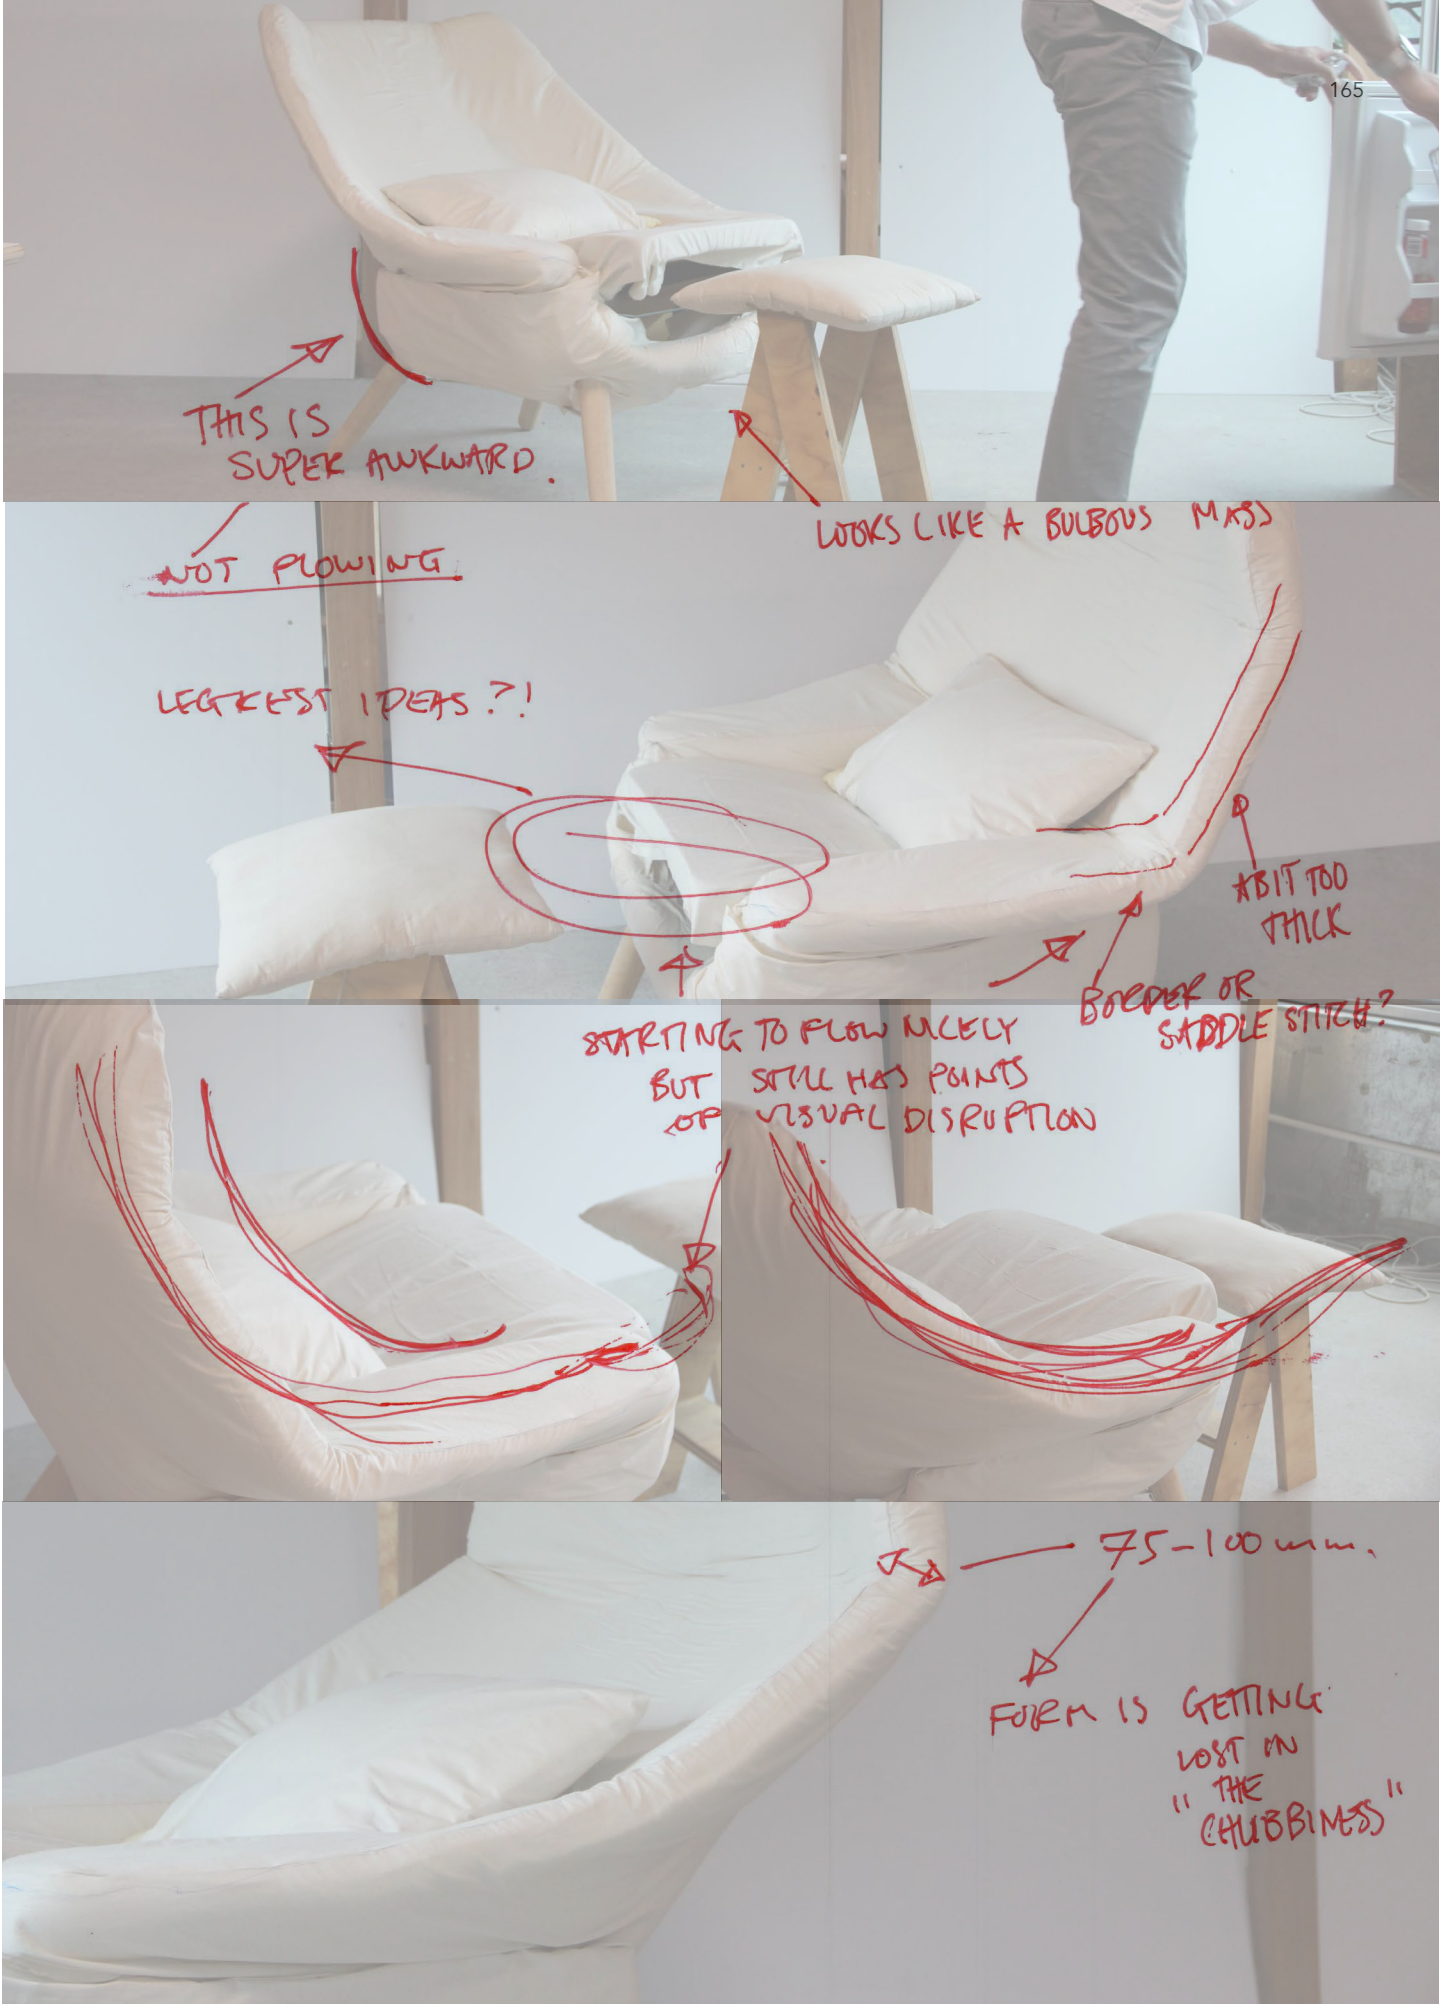 165
THIS IS
SUPER AWKWARD.
LOOKS LIKE A BULBOUS MASS
NOT FLOWING
LEGREST IDEAS?!
A BIT TOO
THICK
BORDER OR
SADDLE STITCH?
STARTING TO FLOW NICELY
BUT STILL HAS POINTS
OF VISUAL DISRUPTION
75-100mm.
FORM IS GETTING
LOST IN
"THE
CHUBBINESS"